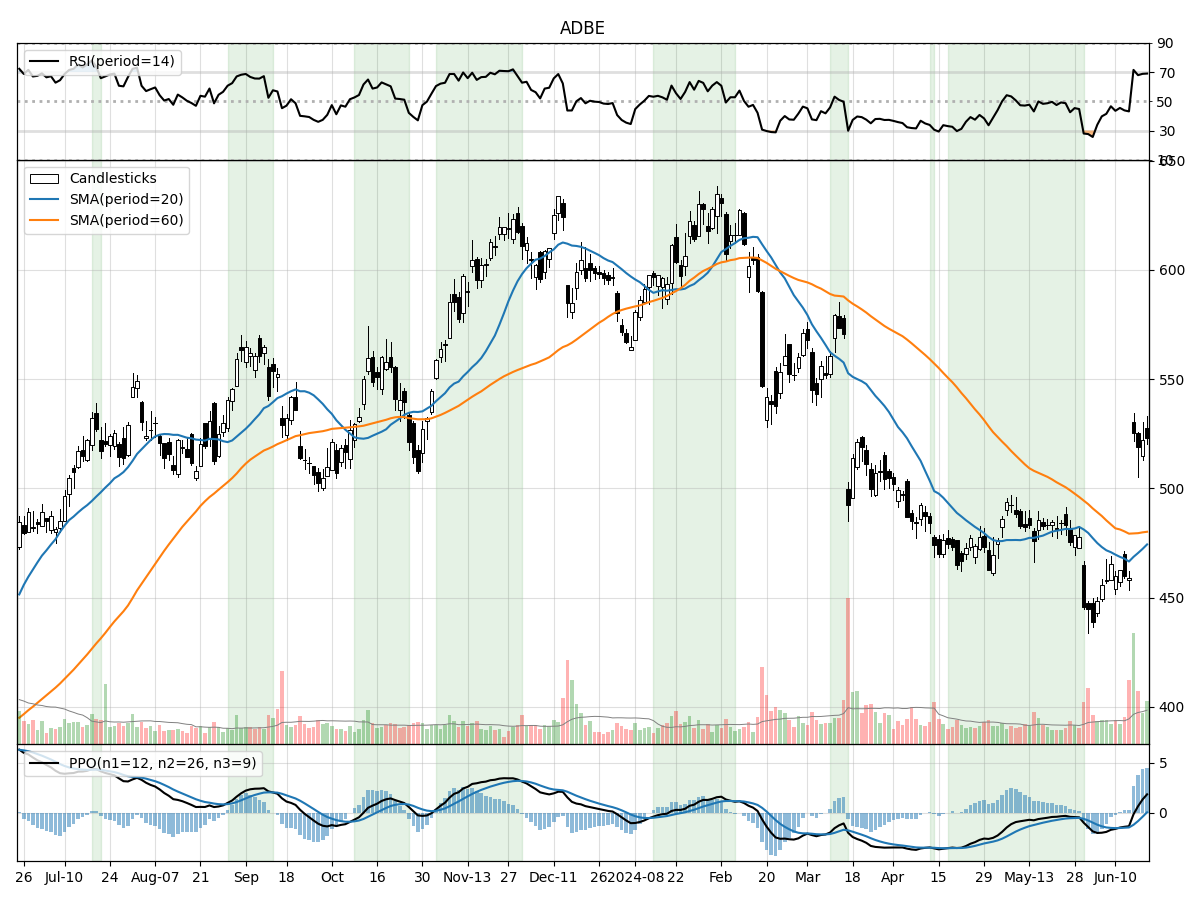 ADBE
RSI(period=14)
90
70
50
30
10
Candlesticks
SMA(period=20)
SMA(period=60)
650
600
550
500
450
400
PPO(n1=12, n2=26, n3=9)
5
0
26 Jul-10 24 Aug-07 21 Sep 18 Oct 16 30 Nov-13 27 Dec-11 26 2024-08 22 Feb 20 Mar 18 Apr 15 29 May-13 28 Jun-10